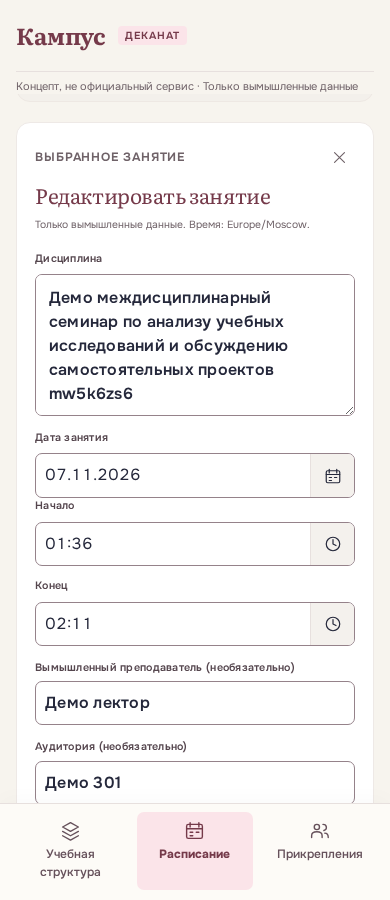 Кампус
ДЕКАНАТ
Концепт, не официальный сервис · Только вымышленные данные
ВЫБРАННОЕ ЗАНЯТИЕ
Редактировать занятие
Только вымышленные данные. Время: Europe/Moscow.
Дисциплина
Демо междисциплинарный
семинар по анализу учебных
исследований и обсуждению
самостоятельных проектов
mw5k6zs6
Дата занятия
07.11.2026
Начало
01:36
Конец
02:11
Вымышленный преподаватель (необязательно)
Демо лектор
Аудитория (необязательно)
Демо 301
Учебная
структура
Расписание
Прикрепления